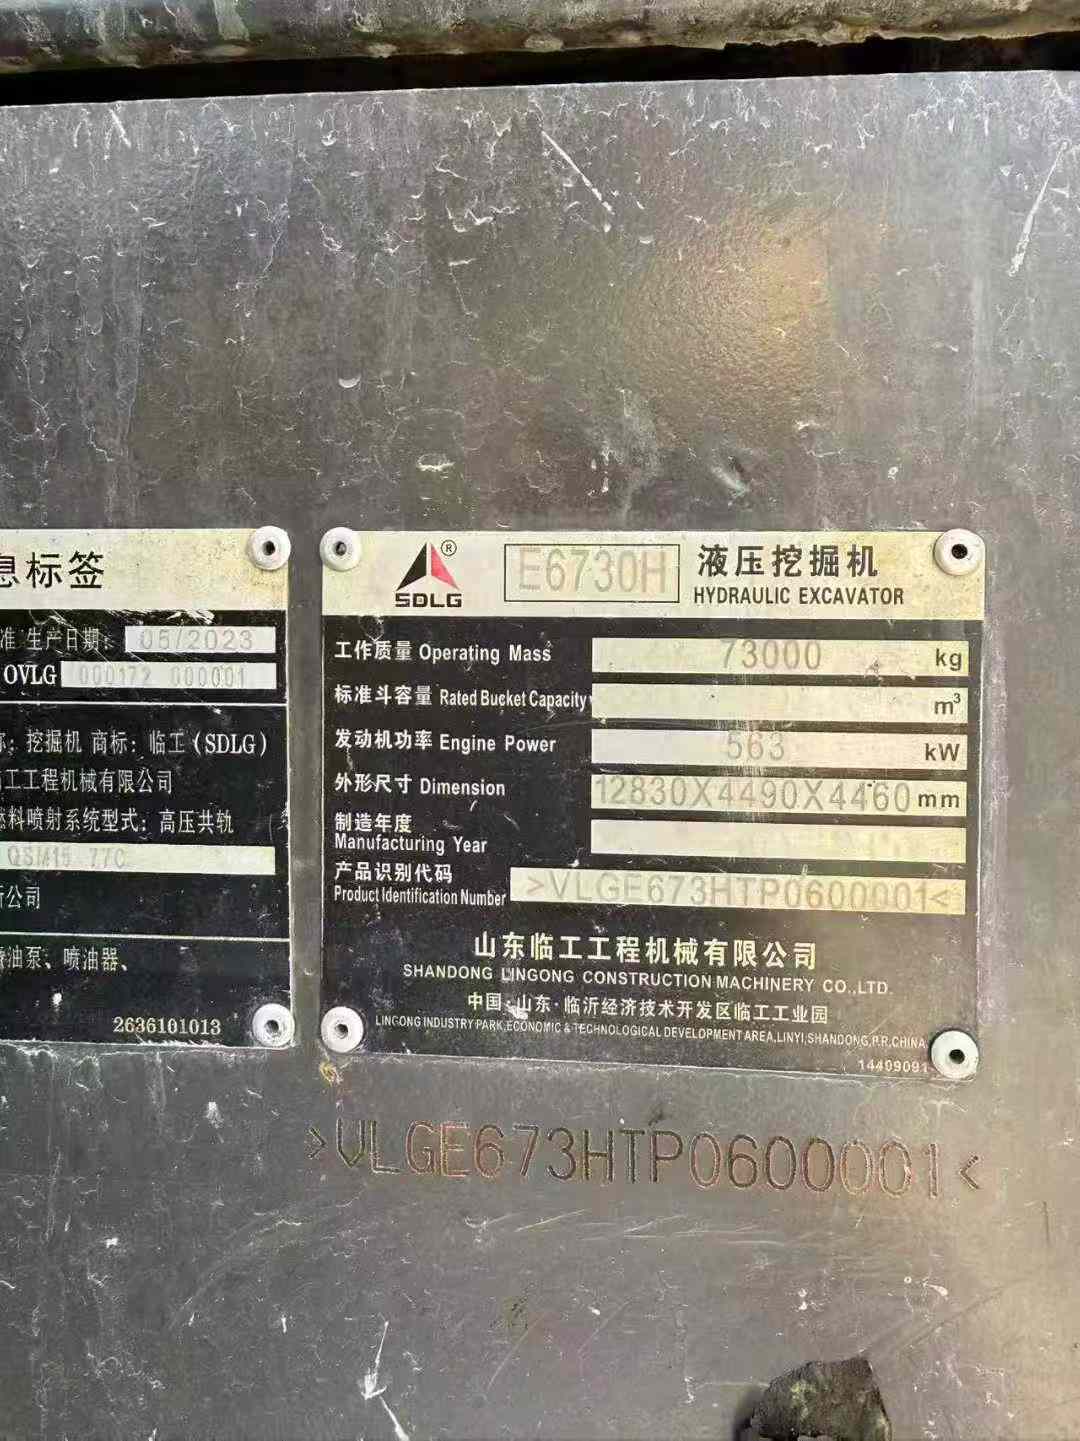 息标签
准 生产日期: 05/2023
OVLG 000172 000001
称: 挖掘机 商标: 临工 (SDLG)
临工工程机械有限公司
燃料喷射系统型式: 高压共轨
公司
喷油泵、喷油器、
2636101013
SDLG ® E6730H 液压挖掘机
HYDRAULIC EXCAVATOR
工作质量 Operating Mass 73000 kg
标准斗容量 Rated Bucket Capacity m³
发动机功率 Engine Power 563 kW
外形尺寸 Dimension 12830X4490X4460 mm
制造年度
Manufacturing Year
产品识别代码
Product Identification Number >VLGE673HTP0600001<
山东临工工程机械有限公司
SHANDONG LINGONG CONSTRUCTION MACHINERY CO.,LTD.
中国·山东·临沂经济技术开发区临工工业园
LINGONG INDUSTRY PARK,ECONOMIC & TECHNOLOGICAL DEVELOPMENT AREA,LINYI,SHANDONG,P.R.CHINA
14409091
>VLGE673HTP0600001<